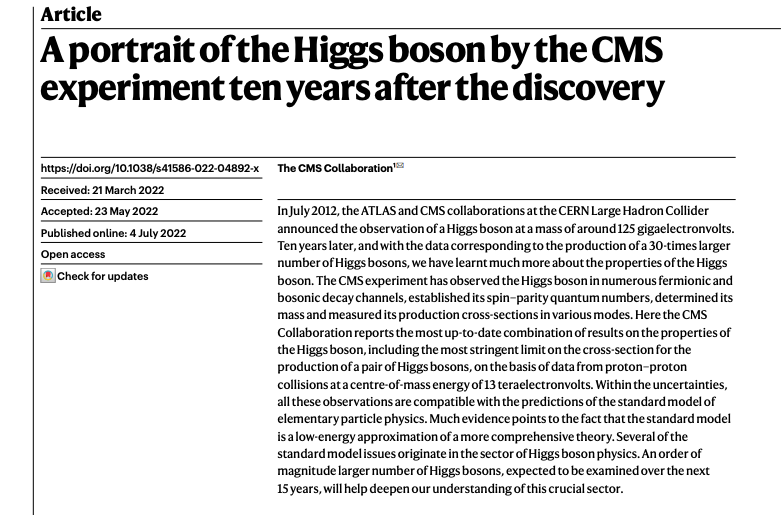 Article
A portrait of the Higgs boson by the CMS
experiment ten years after the discovery
https://doi.org/10.1038/s41586-022-04892-x
Received: 21 March 2022
Accepted: 23 May 2022
Published online: 4 July 2022
Open access
Check for updates
The CMS Collaboration1✉
In July 2012, the ATLAS and CMS collaborations at the CERN Large Hadron Collider
announced the observation of a Higgs boson at a mass of around 125 gigaelectronvolts.
Ten years later, and with the data corresponding to the production of a 30-times larger
number of Higgs bosons, we have learnt much more about the properties of the Higgs
boson. The CMS experiment has observed the Higgs boson in numerous fermionic and
bosonic decay channels, established its spin–parity quantum numbers, determined its
mass and measured its production cross-sections in various modes. Here the CMS
Collaboration reports the most up-to-date combination of results on the properties of
the Higgs boson, including the most stringent limit on the cross-section for the
production of a pair of Higgs bosons, on the basis of data from proton–proton
collisions at a centre-of-mass energy of 13 teraelectronvolts. Within the uncertainties,
all these observations are compatible with the predictions of the standard model of
elementary particle physics. Much evidence points to the fact that the standard model
is a low-energy approximation of a more comprehensive theory. Several of the
standard model issues originate in the sector of Higgs boson physics. An order of
magnitude larger number of Higgs bosons, expected to be examined over the next
15 years, will help deepen our understanding of this crucial sector.